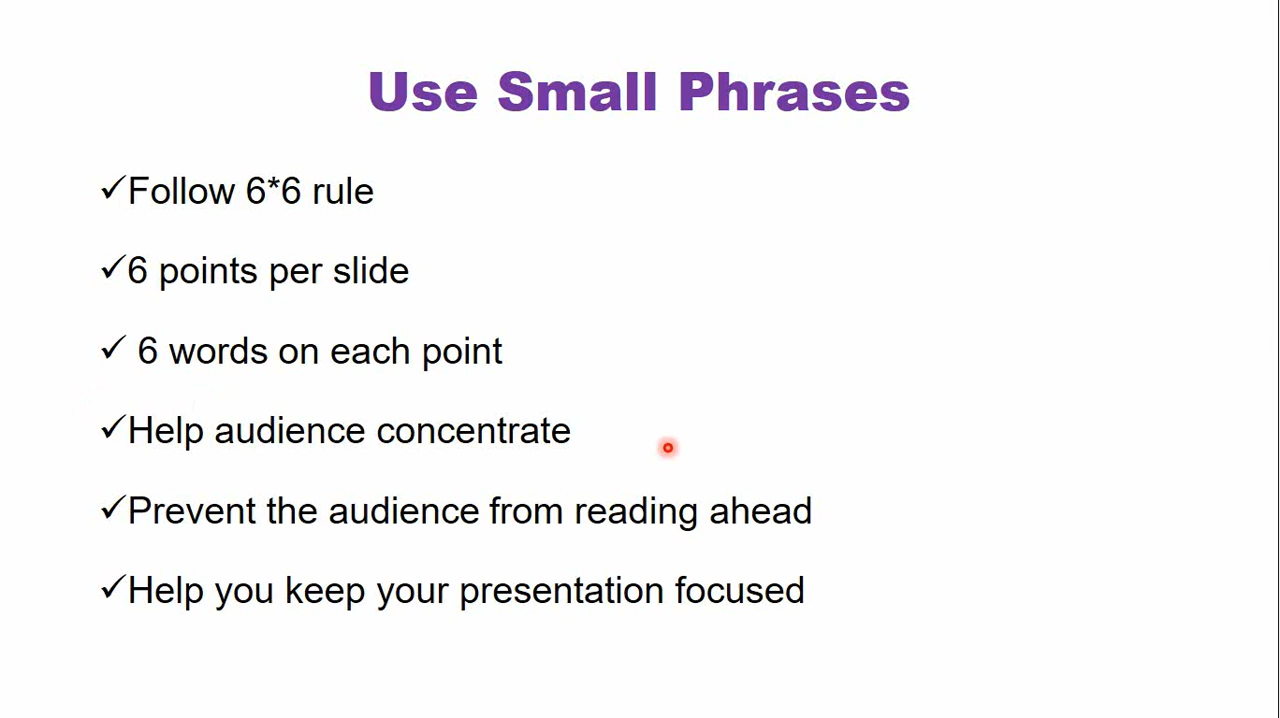 Use Small Phrases
✓Follow 6*6 rule
✓6 points per slide
✓ 6 words on each point
✓Help audience concentrate
✓Prevent the audience from reading ahead
✓Help you keep your presentation focused